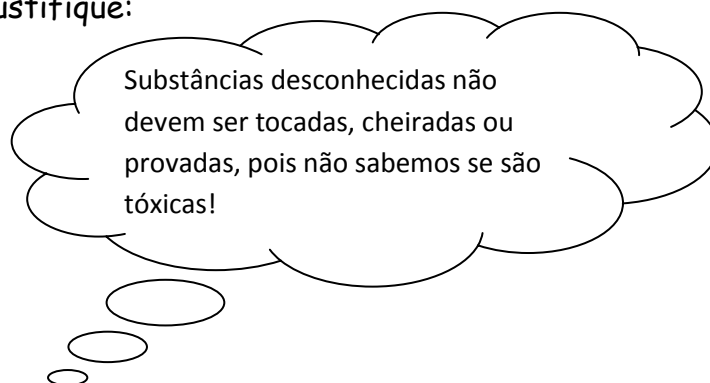 ustifique:
Substâncias desconhecidas não
devem ser tocadas, cheiradas ou
provadas, pois não sabemos se são
tóxicas!